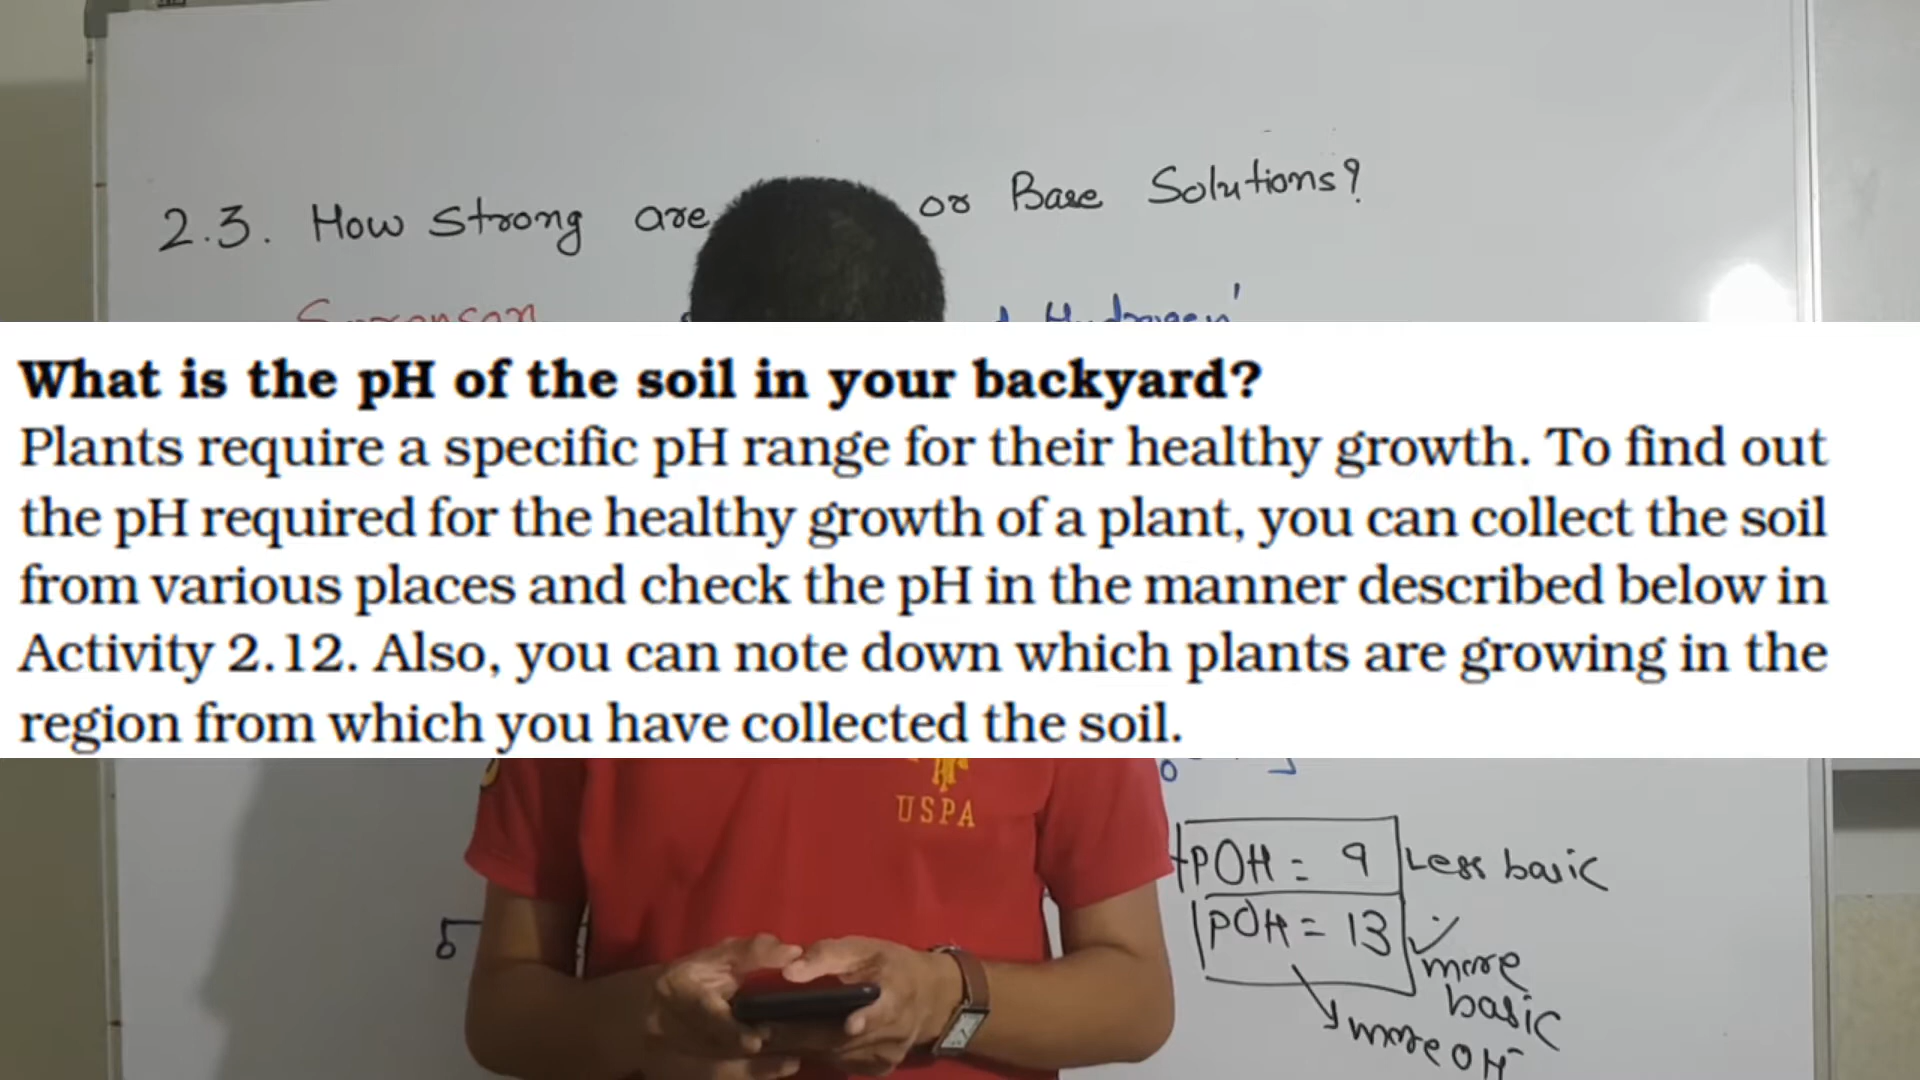 2.3. How Strong are or Base Solutions?
What is the pH of the soil in your backyard?
Plants require a specific pH range for their healthy growth. To find out
the pH required for the healthy growth of a plant, you can collect the soil
from various places and check the pH in the manner described below in
Activity 2.12. Also, you can note down which plants are growing in the
region from which you have collected the soil.
USPA
POH = 9 Less basic
POH = 13 more
basic
more OH⁻